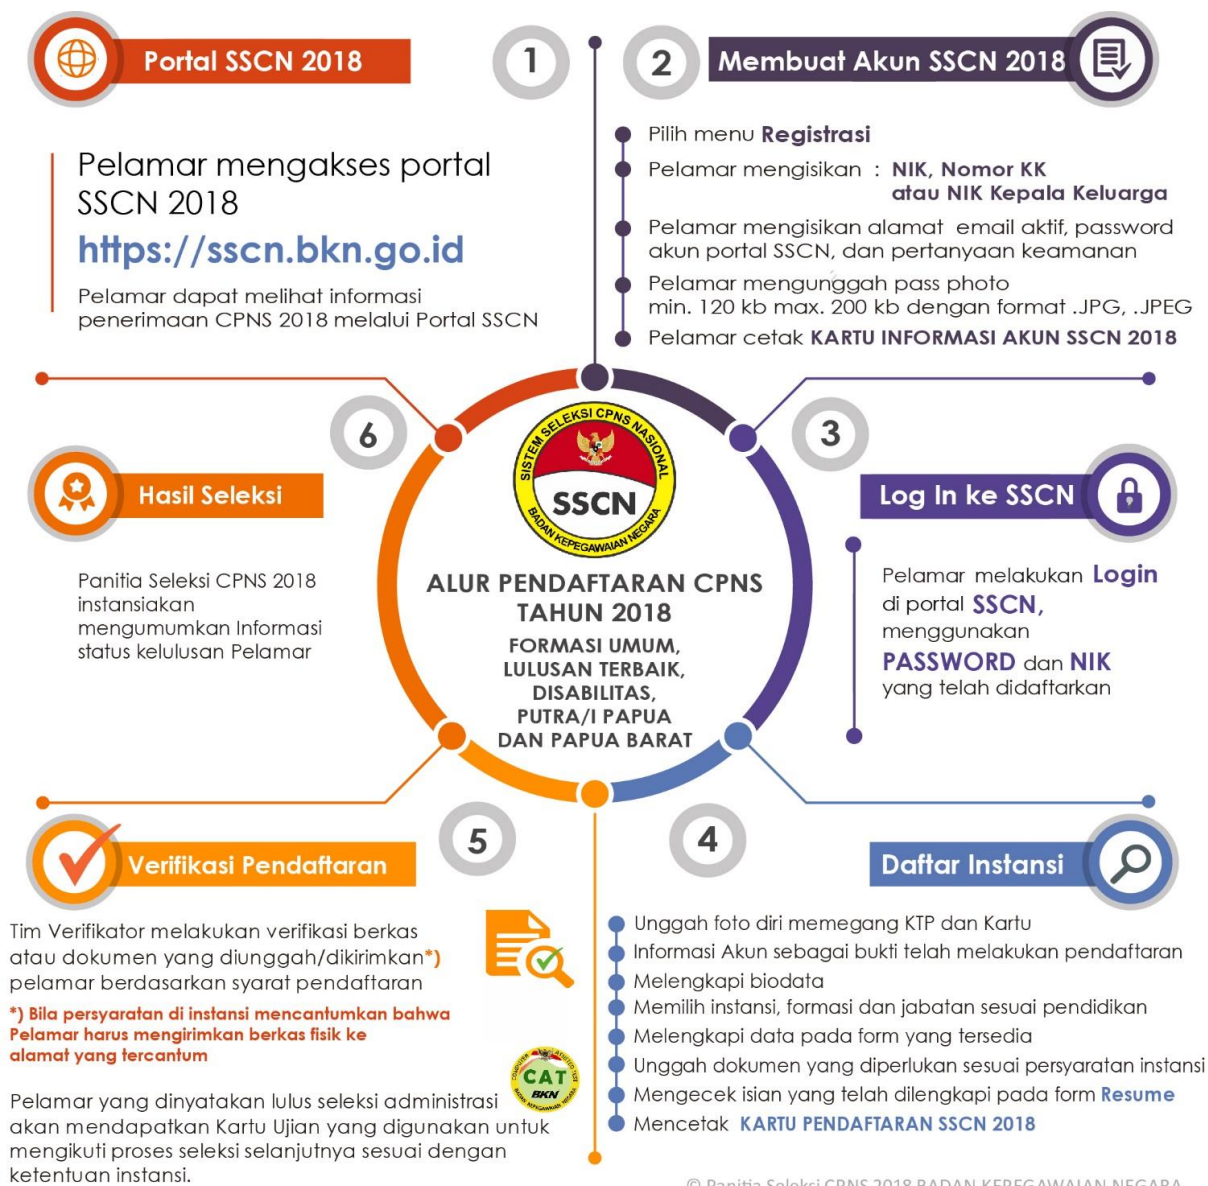 Portal SSCN 2018
1
Pelamar mengakses portal
SSCN 2018
https://sscn.bkn.go.id
Pelamar dapat melihat informasi
penerimaan CPNS 2018 melalui Portal SSCN
2
Membuat Akun SSCN 2018
Pilih menu Registrasi
Pelamar mengisikan : NIK, Nomor KK
atau NIK Kepala Keluarga
Pelamar mengisikan alamat email aktif, password
akun portal SSCN, dan pertanyaan keamanan
Pelamar mengunggah pass photo
min. 120 kb max. 200 kb dengan format .JPG, .JPEG
Pelamar cetak KARTU INFORMASI AKUN SSCN 2018
SISTEM SELEKSI CPNS NASIONAL
SSCN
BADAN KEPEGAWAIAN NEGARA
ALUR PENDAFTARAN CPNS
TAHUN 2018
FORMASI UMUM,
LULUSAN TERBAIK,
DISABILITAS,
PUTRA/I PAPUA
DAN PAPUA BARAT
3
Log In ke SSCN
Pelamar melakukan Login
di portal SSCN,
menggunakan
PASSWORD dan NIK
yang telah didaftarkan
4
Daftar Instansi
Unggah foto diri memegang KTP dan Kartu
Informasi Akun sebagai bukti telah melakukan pendaftaran
Melengkapi biodata
Memilih instansi, formasi dan jabatan sesuai pendidikan
Melengkapi data pada form yang tersedia
Unggah dokumen yang diperlukan sesuai persyaratan instansi
Mengecek isian yang telah dilengkapi pada form Resume
Mencetak KARTU PENDAFTARAN SSCN 2018
5
Verifikasi Pendaftaran
Tim Verifikator melakukan verifikasi berkas
atau dokumen yang diunggah/dikirimkan*)
pelamar berdasarkan syarat pendaftaran
*) Bila persyaratan di instansi mencantumkan bahwa
Pelamar harus mengirimkan berkas fisik ke
alamat yang tercantum
CAT
BKN
Pelamar yang dinyatakan lulus seleksi administrasi
akan mendapatkan Kartu Ujian yang digunakan untuk
mengikuti proses seleksi selanjutnya sesuai dengan
ketentuan instansi.
6
Hasil Seleksi
Panitia Seleksi CPNS 2018
instansiakan
mengumumkan Informasi
status kelulusan Pelamar
© Panitia Seleksi CPNS 2018 BADAN KEPEGAWAIAN NEGARA